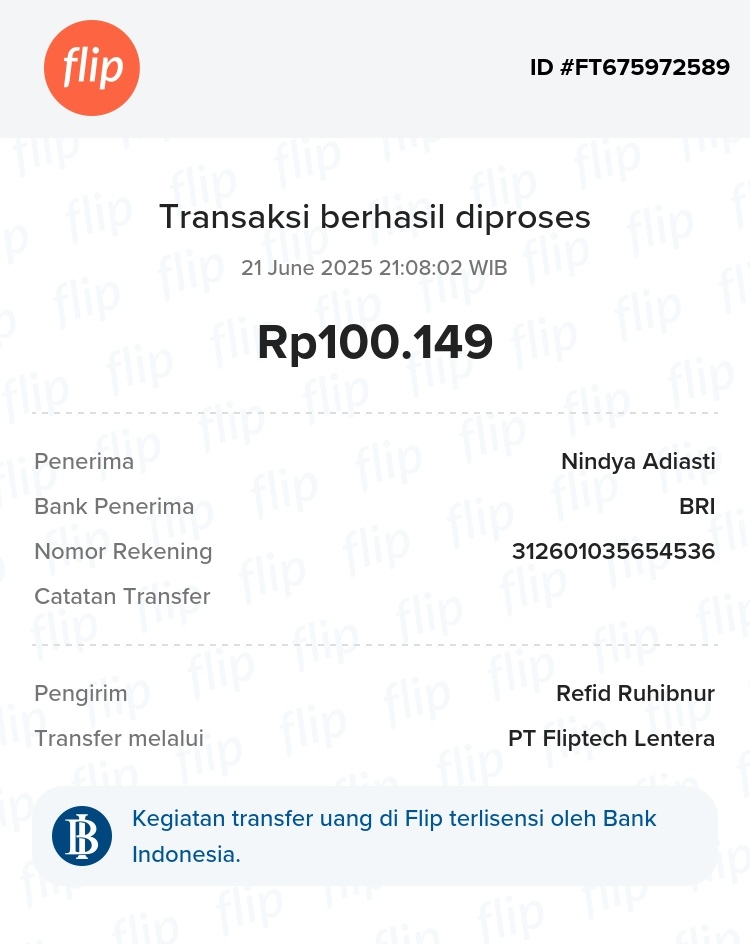 flip
ID #FT675972589
Transaksi berhasil diproses
21 June 2025 21:08:02 WIB
Rp100.149
Penerima Nindya Adiasti
Bank Penerima BRI
Nomor Rekening 312601035654536
Catatan Transfer
Pengirim Refid Ruhibnur
Transfer melalui PT Fliptech Lentera
Kegiatan transfer uang di Flip terlisensi oleh Bank
Indonesia.